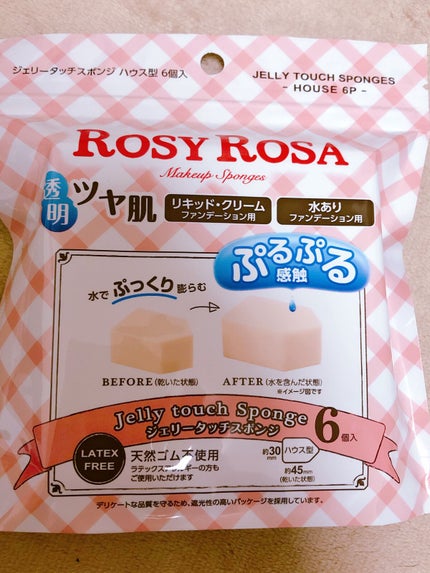 ジェリータッチスポンジ ハウス型 6個入
JELLY TOUCH SPONGES
- HOUSE 6P -
ROSY ROSA
Makeup Sponges
透明
ツヤ肌
リキッド・クリーム
ファンデーション用
水あり
ファンデーション用
ぷるぷる
感触
水でぷっくり膨らむ
BEFORE (乾いた状態)
AFTER (水を含んだ状態)
※イメージ図です
Jelly touch Sponge
ジェリータッチスポンジ
6個入
LATEX
FREE
天然ゴム不使用
ラテックスアレルギーの方も
ご使用いただけます
約30mm
ハウス型
約45mm
(乾いた状態)
デリケートな品質を守るため、遮光性の高いパッケージを採用しています。